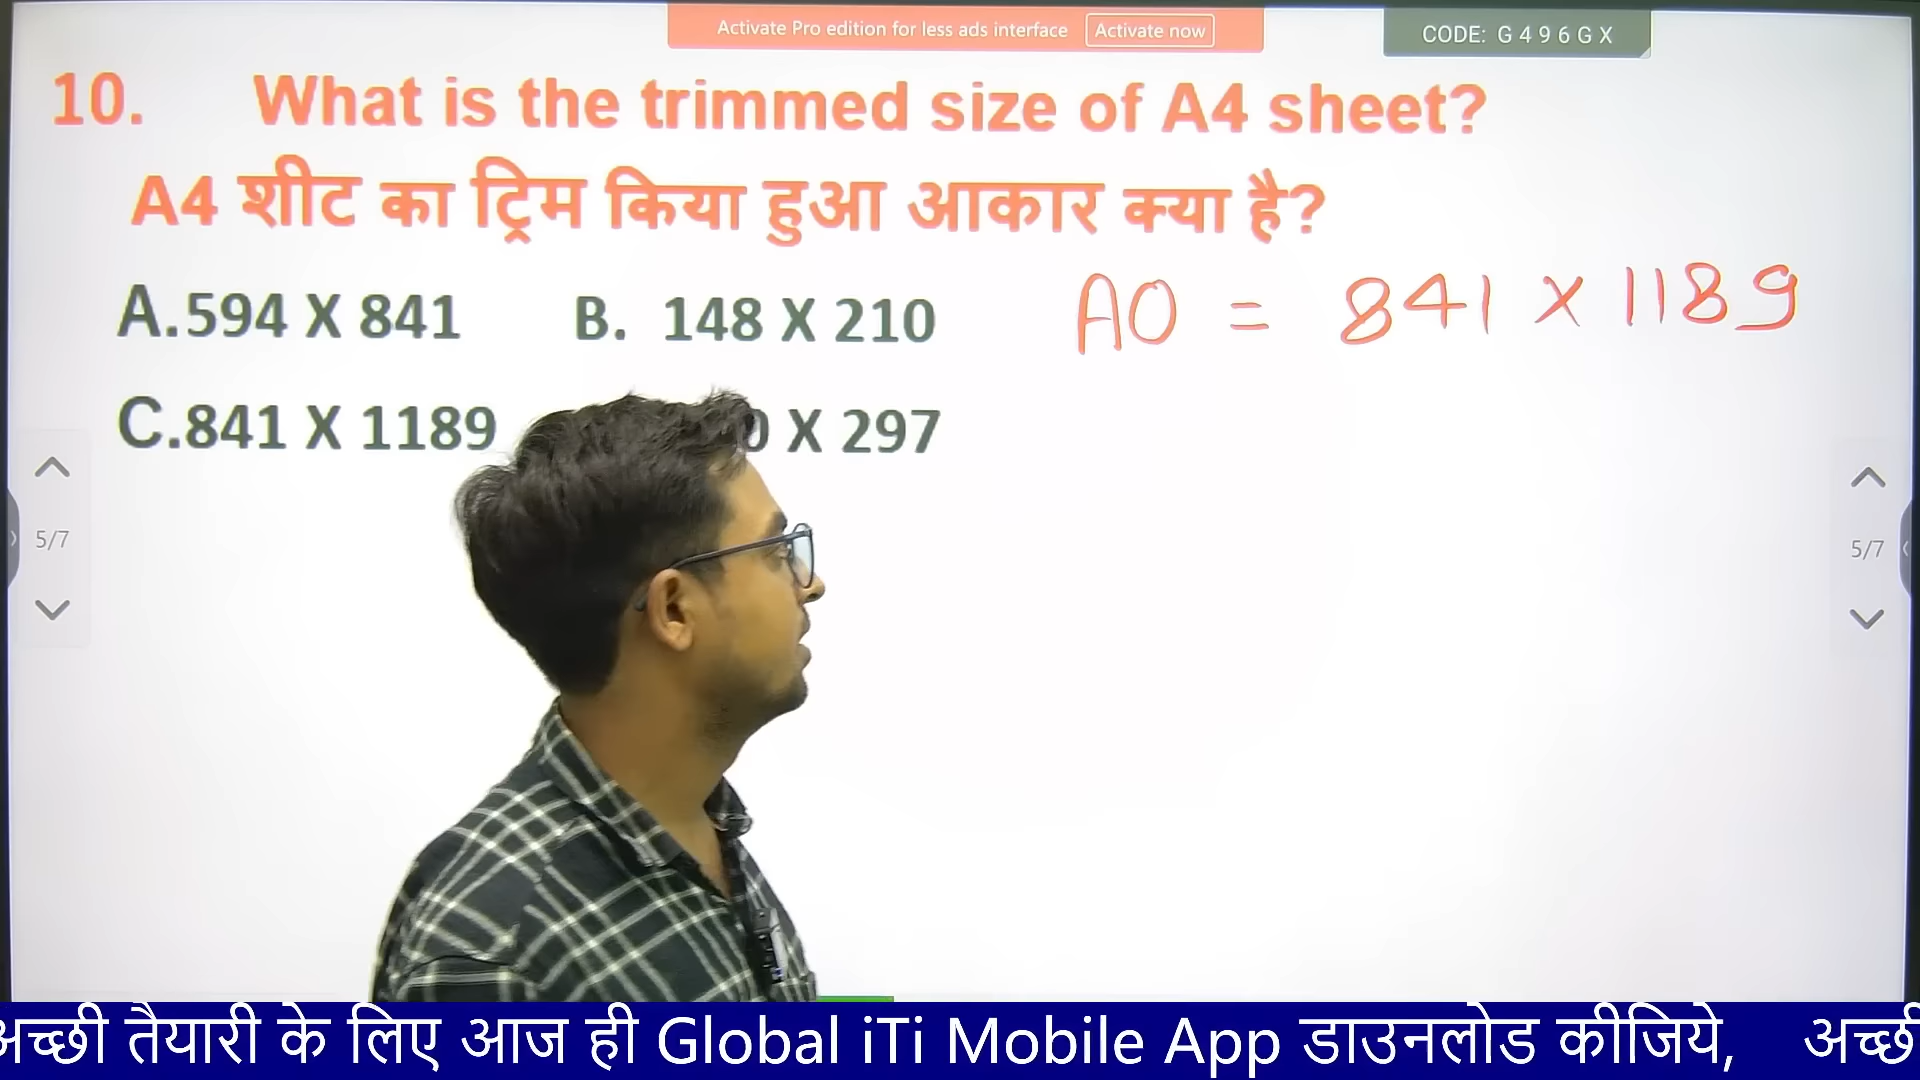 Activate Pro edition for less ads interface Activate now
CODE: G 4 9 6 G X
10. What is the trimmed size of A4 sheet?
A4 शीट का ट्रिम किया हुआ आकार क्या है?
A.594 X 841 B. 148 X 210
A0 = 841 X 1189
C.841 X 1189 0 X 297
5/7
5/7
अच्छी तैयारी के लिए आज ही Global iTi Mobile App डाउनलोड कीजिये, अच्छी